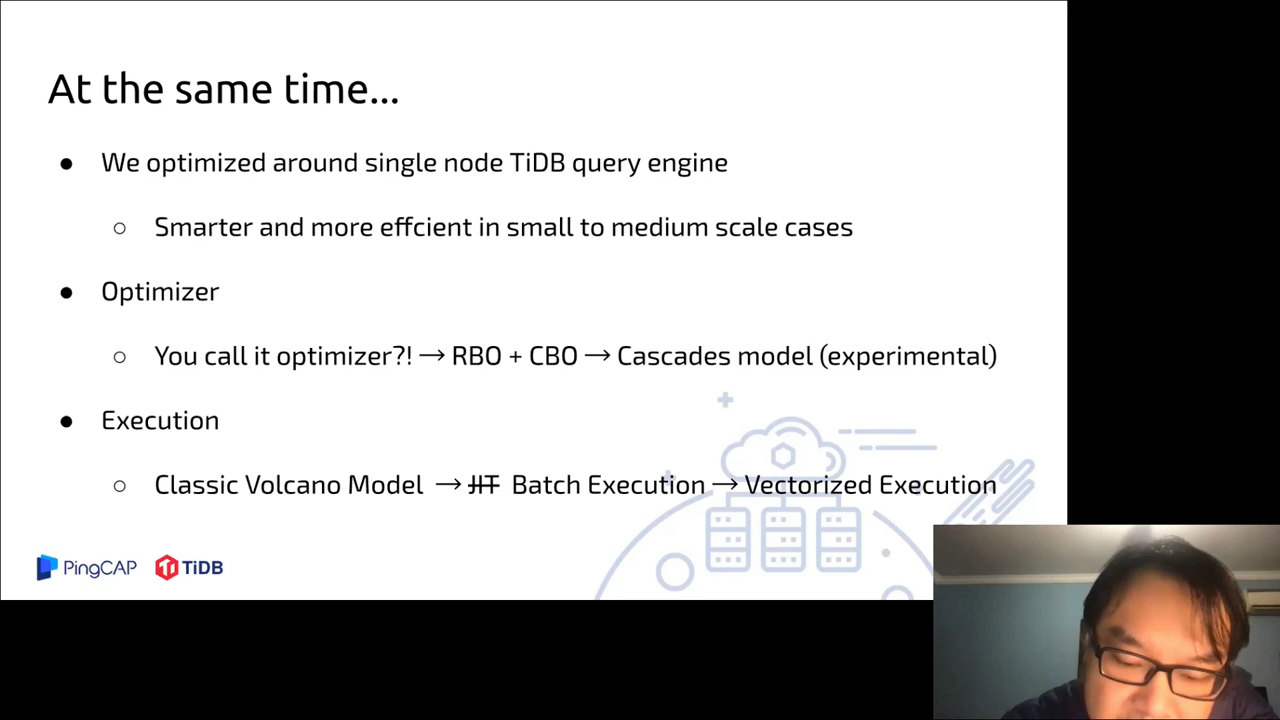 At the same time...
● We optimized around single node TiDB query engine
○ Smarter and more effcient in small to medium scale cases
● Optimizer
○ You call it optimizer?! → RBO + CBO → Cascades model (experimental)
● Execution
○ Classic Volcano Model → JIT Batch Execution → Vectorized Execution
PingCAP TiDB